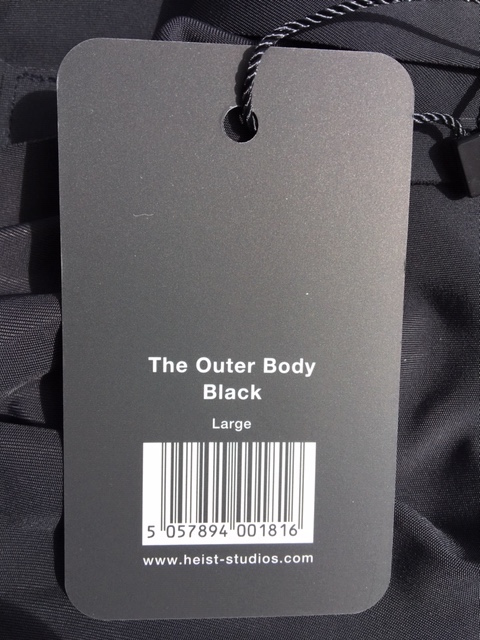 The Outer Body
Black
Large
5 057894 001816
www.heist-studios.com